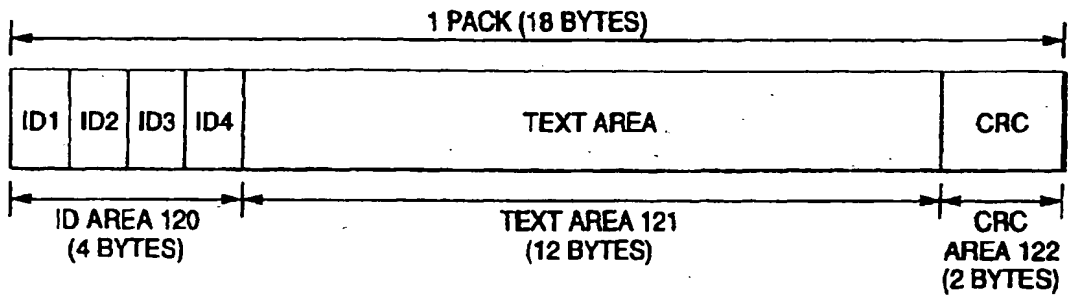 1 PACK (18 BYTES)
ID1 ID2 ID3 ID4 TEXT AREA CRC
ID AREA 120
(4 BYTES)
TEXT AREA 121
(12 BYTES)
CRC
AREA 122
(2 BYTES)